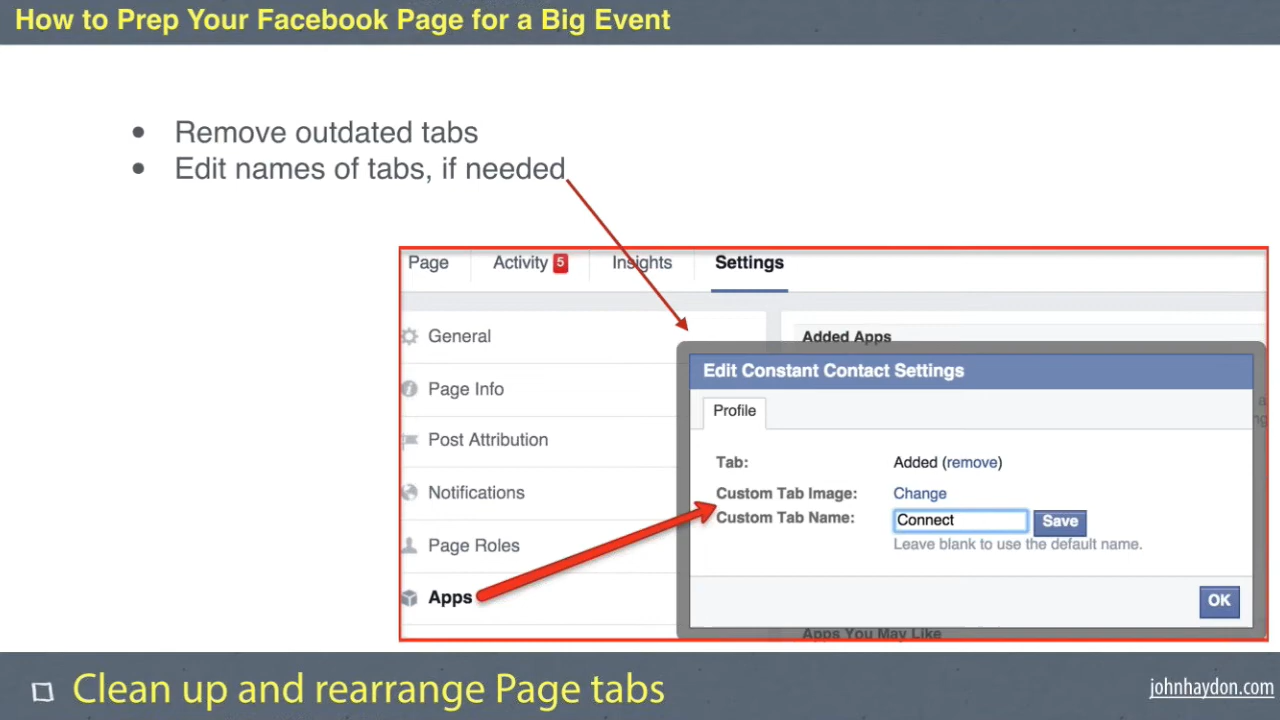 How to Prep Your Facebook Page for a Big Event
• Remove outdated tabs
• Edit names of tabs, if needed
Page Activity 5 Insights Settings
General
Page Info
Post Attribution
Notifications
Page Roles
Apps
Added Apps
Edit Constant Contact Settings
Profile
Tab: Added (remove)
Custom Tab Image: Change
Custom Tab Name: Connect Save
Leave blank to use the default name.
OK
Apps You May Like
Clean up and rearrange Page tabs
johnhaydon.com